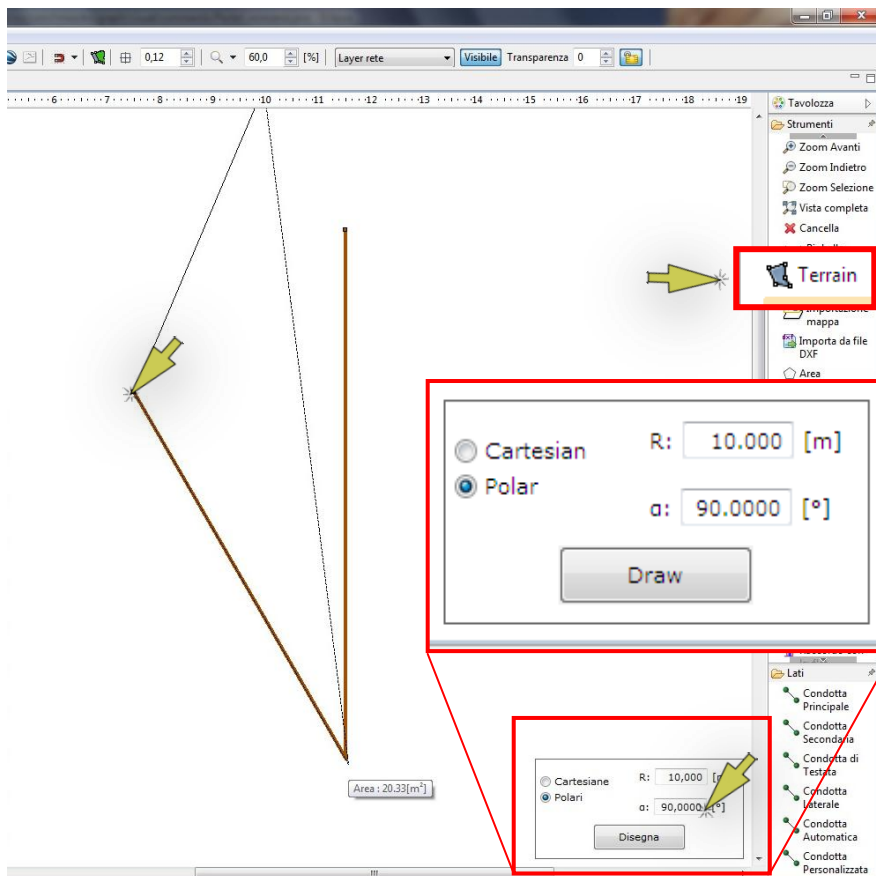 0,12 60,0 [%] Layer rete Visibile Transparenza 0
6 7 8 9 10 11 12 13 14 15 16 17 18 19
Tavolozza
Strumenti
Zoom Avanti
Zoom Indietro
Zoom Selezione
Vista completa
Cancella
Terrain
Importazione
mappa
Importa da file
DXF
Area
Cartesian
Polar
R: 10.000 [m]
α: 90.0000 [°]
Draw
Lati
Condotta
Principale
Condotta
Secondaria
Condotta di
Testata
Condotta
Laterale
Condotta
Automatica
Condotta
Personalizzata
Area : 20.33[m²]
Cartesiane
Polari
R: 10,000
α: 90,0000 [°]
Disegna